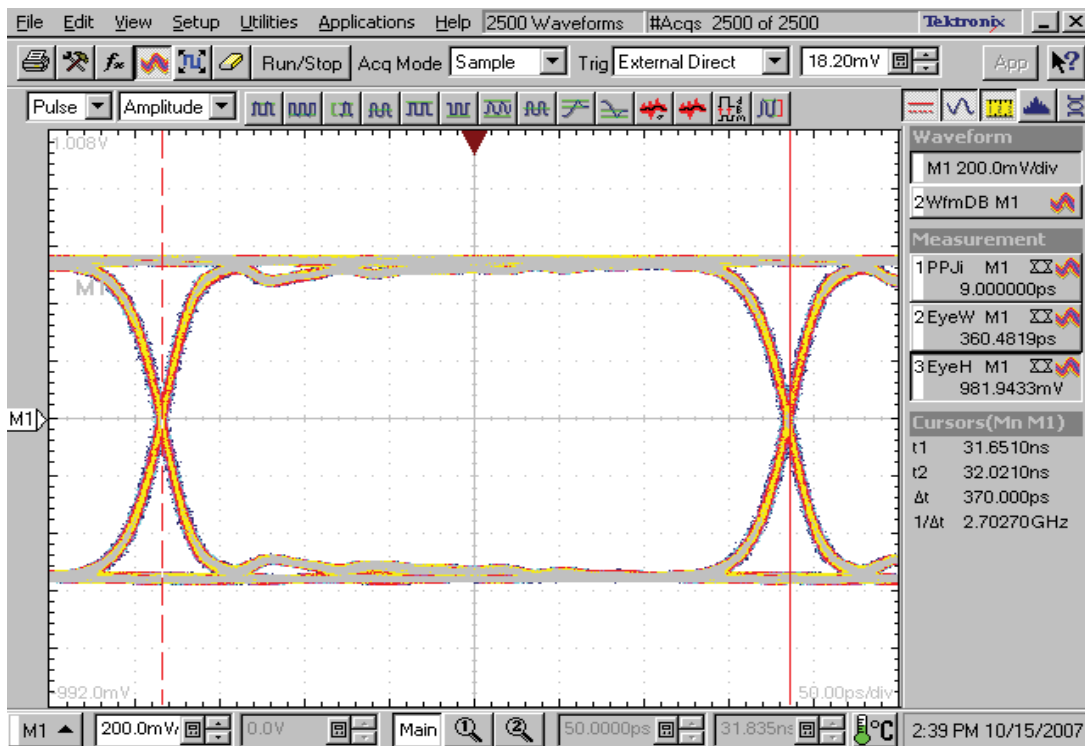 File Edit View Setup Utilities Applications Help 2500 Waveforms #Acqs 2500 of 2500 Tektronix
Run/Stop Acq Mode Sample Trig External Direct 18.20mV App
Pulse Amplitude
1.008V
M1
M1
-992.0mV
50.00ps/div
Waveform
M1 200.0mV/div
2WfmDB M1
Measurement
1PPJi M1
9.000000ps
2EyeW M1
360.4819ps
3EyeH M1
981.9433mV
Cursors(Mn M1)
t1 31.6510ns
t2 32.0210ns
Δt 370.000ps
1/Δt 2.70270GHz
M1 200.0mV/ 0.0V Main 1 2 50.0000ps 31.835ns °C 2:39 PM 10/15/2007